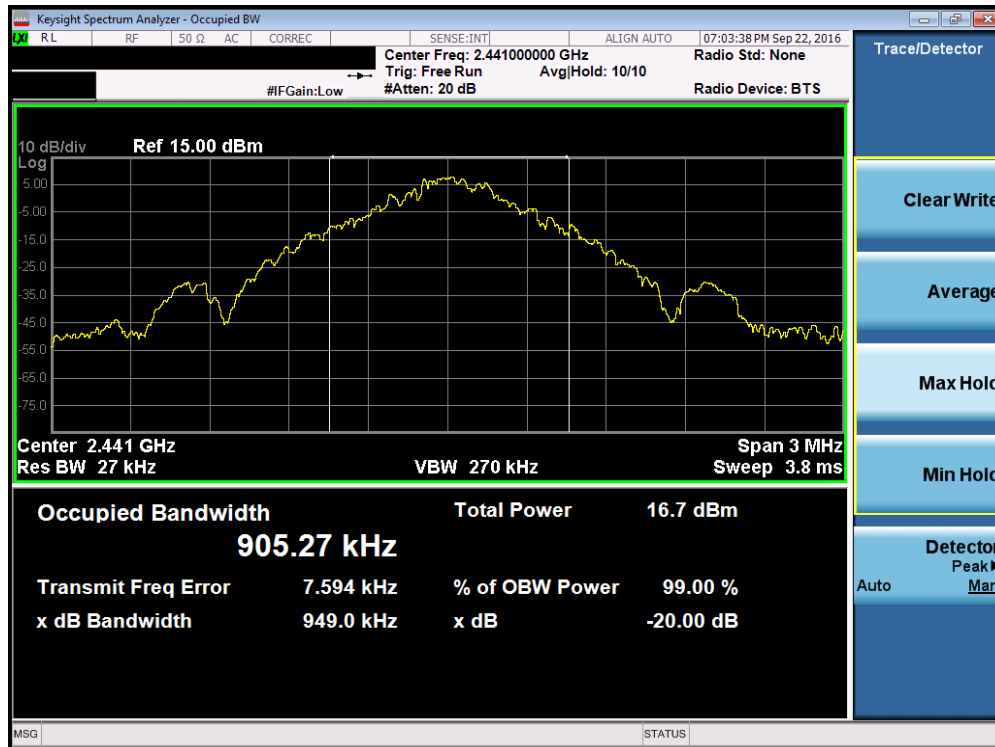 Keysight Spectrum Analyzer - Occupied BW
LXI RL RF 50 Ω AC CORREC SENSE:INT ALIGN AUTO 07:03:38 PM Sep 22, 2016
Center Freq: 2.441000000 GHz Radio Std: None
Trig: Free Run Avg|Hold: 10/10
#IFGain:Low #Atten: 20 dB Radio Device: BTS
Trace/Detector
10 dB/div Ref 15.00 dBm
Log
5.00
-5.00
-15.0
-25.0
-35.0
-45.0
-55.0
-65.0
-75.0
Center 2.441 GHz Span 3 MHz
Res BW 27 kHz VBW 270 kHz Sweep 3.8 ms
Occupied Bandwidth Total Power 16.7 dBm
905.27 kHz
Transmit Freq Error 7.594 kHz % of OBW Power 99.00 %
x dB Bandwidth 949.0 kHz x dB -20.00 dB
Clear Write
Average
Max Hold
Min Hold
Detector
Peak
Auto Man
MSG STATUS